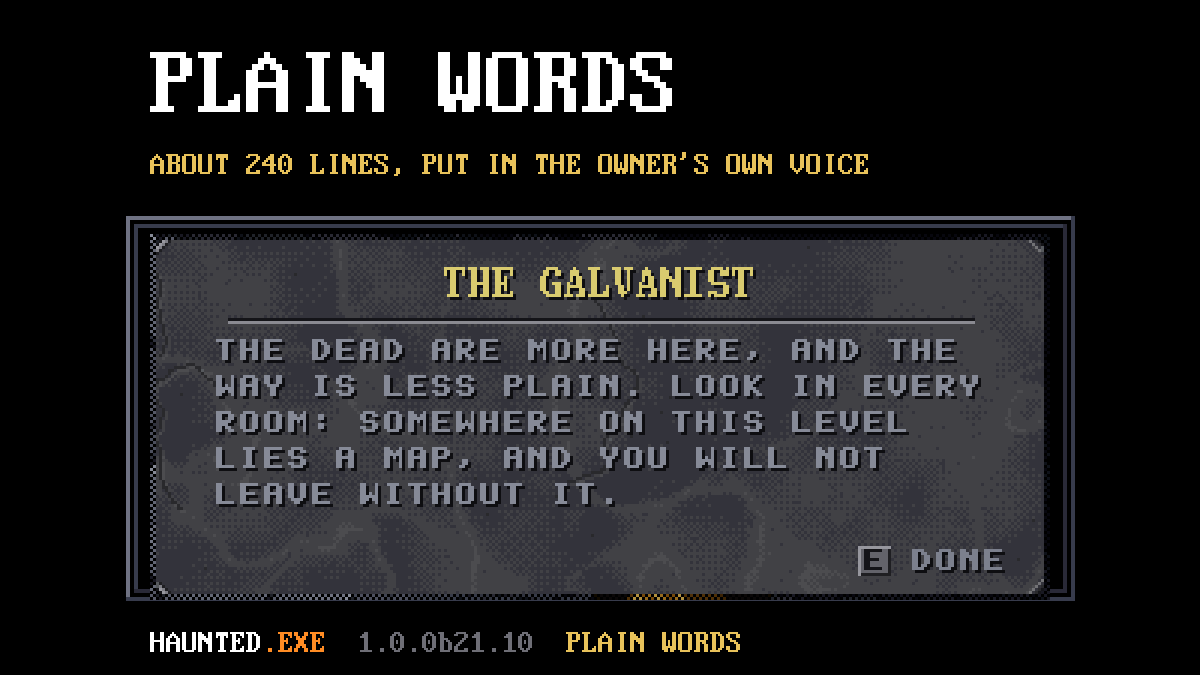 PLAIN WORDS
ABOUT 240 LINES, PUT IN THE OWNER'S OWN VOICE
THE GALVANIST
THE DEAD ARE MORE HERE, AND THE
WAY IS LESS PLAIN. LOOK IN EVERY
ROOM: SOMEWHERE ON THIS LEVEL
LIES A MAP, AND YOU WILL NOT
LEAVE WITHOUT IT.
E DONE
HAUNTED.EXE 1.0.0b21.10 PLAIN WORDS